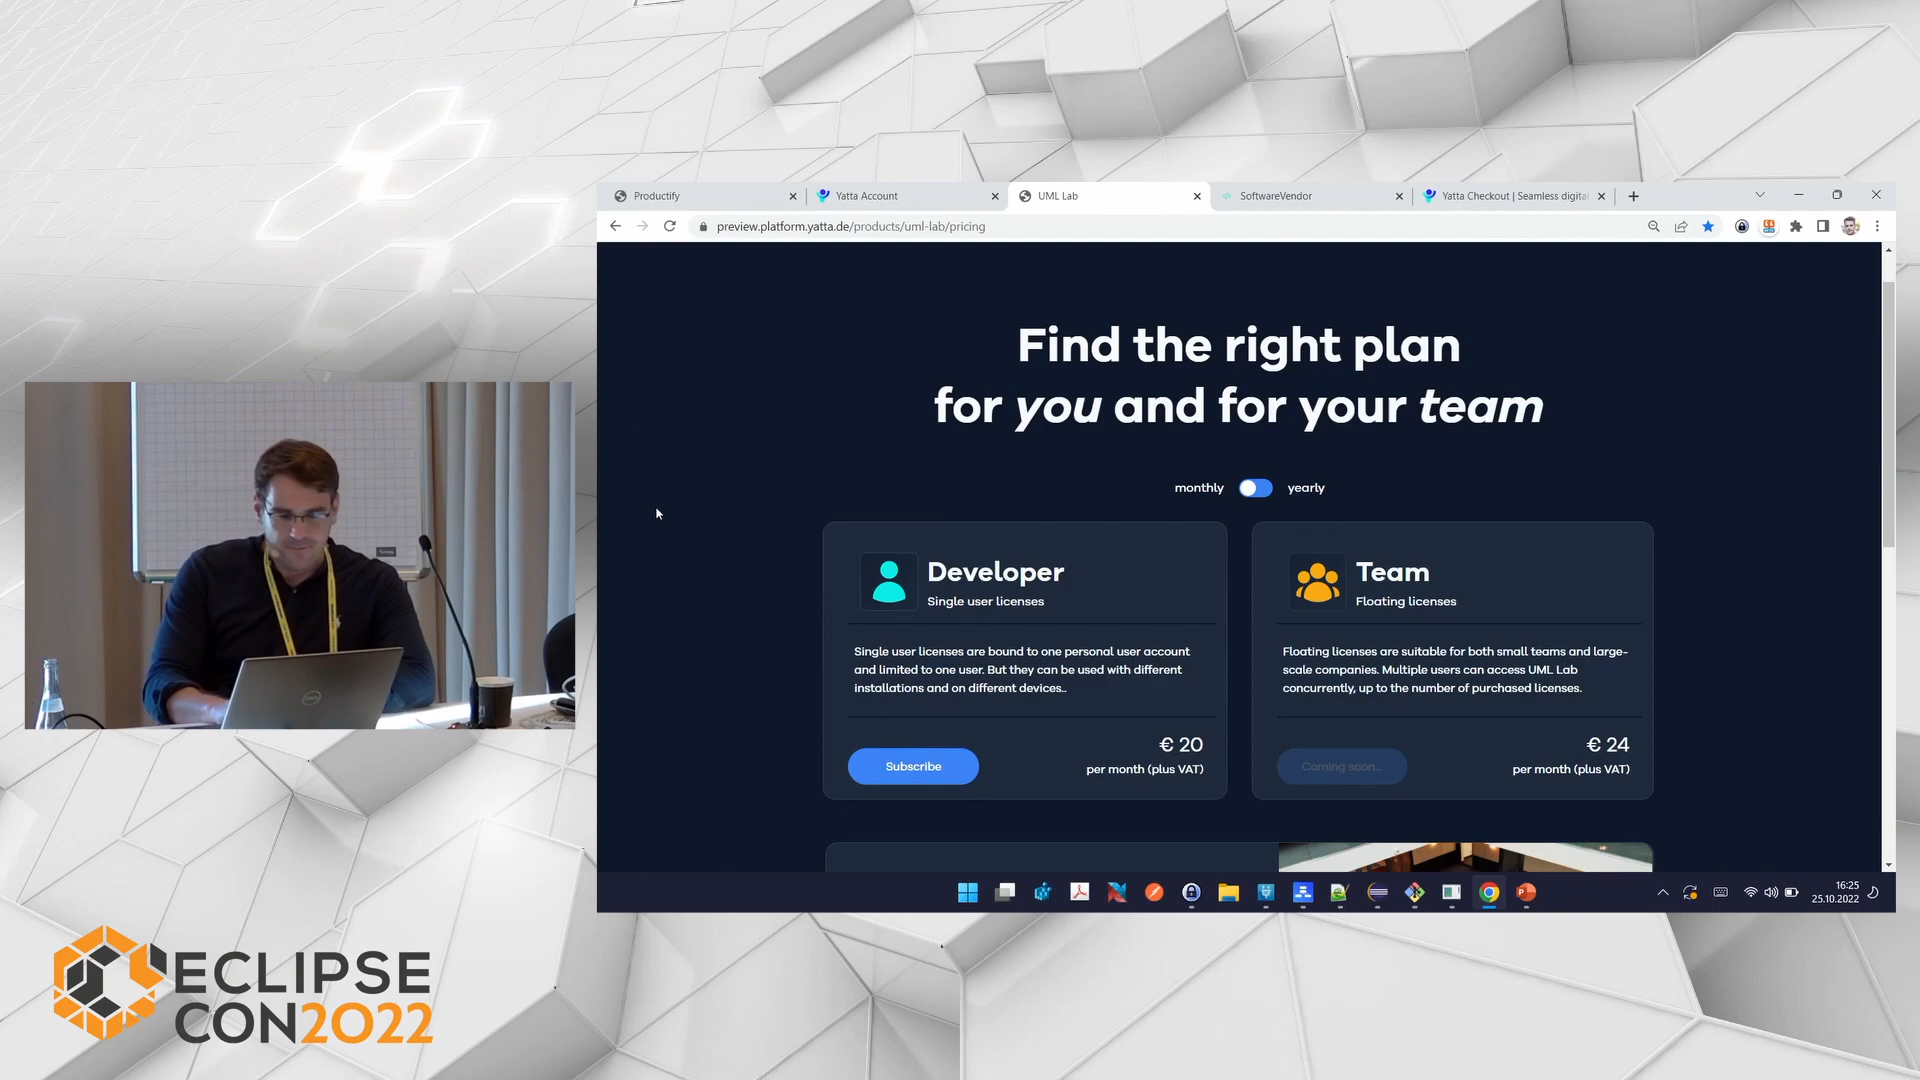 Productify
Yatta Account
UML Lab
SoftwareVendor
Yatta Checkout | Seamless digita
preview.platform.yatta.de/products/uml-lab/pricing
Find the right plan
for you and for your team
monthly
yearly
Developer
Single user licenses
Single user licenses are bound to one personal user account
and limited to one user. But they can be used with different
installations and on different devices..
Subscribe
€ 20
per month (plus VAT)
Team
Floating licenses
Floating licenses are suitable for both small teams and large-
scale companies. Multiple users can access UML Lab
concurrently, up to the number of purchased licenses.
Coming soon...
€ 24
per month (plus VAT)
16:25
25.10.2022
ECLIPSE
CON2022